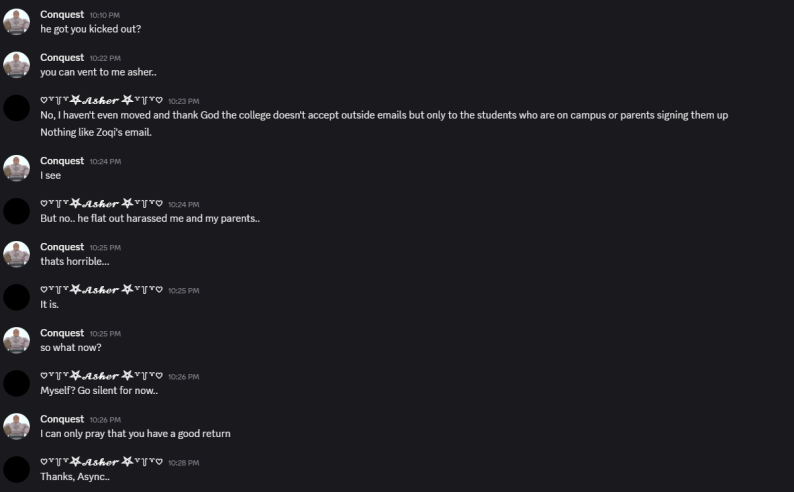 Conquest 10:10 PM
he got you kicked out?
Conquest 10:22 PM
you can vent to me asher..
♡꒷꒦꒷⛧𝓐𝓼𝓱𝓮𝓻⛧꒷꒦꒷♡ 10:23 PM
No, I haven't even moved and thank God the college doesn't accept outside emails but only to the students who are on campus or parents signing them up
Nothing like Zoqi's email.
Conquest 10:24 PM
I see
♡꒷꒦꒷⛧𝓐𝓼𝓱𝓮𝓻⛧꒷꒦꒷♡ 10:24 PM
But no.. he flat out harassed me and my parents..
Conquest 10:25 PM
thats horrible...
♡꒷꒦꒷⛧𝓐𝓼𝓱𝓮𝓻⛧꒷꒦꒷♡ 10:25 PM
It is.
Conquest 10:25 PM
so what now?
♡꒷꒦꒷⛧𝓐𝓼𝓱𝓮𝓻⛧꒷꒦꒷♡ 10:26 PM
Myself? Go silent for now..
Conquest 10:26 PM
I can only pray that you have a good return
♡꒷꒦꒷⛧𝓐𝓼𝓱𝓮𝓻⛧꒷꒦꒷♡ 10:28 PM
Thanks, Async..